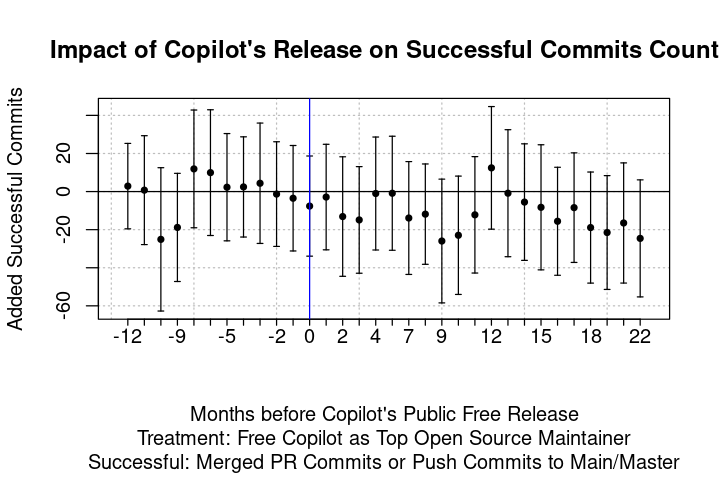 Impact of Copilot's Release on Successful Commits Count
Added Successful Commits
20
0
-20
-60
-12 -9 -5 -2 0 2 4 7 9 12 15 18 22
Months before Copilot's Public Free Release
Treatment: Free Copilot as Top Open Source Maintainer
Successful: Merged PR Commits or Push Commits to Main/Master